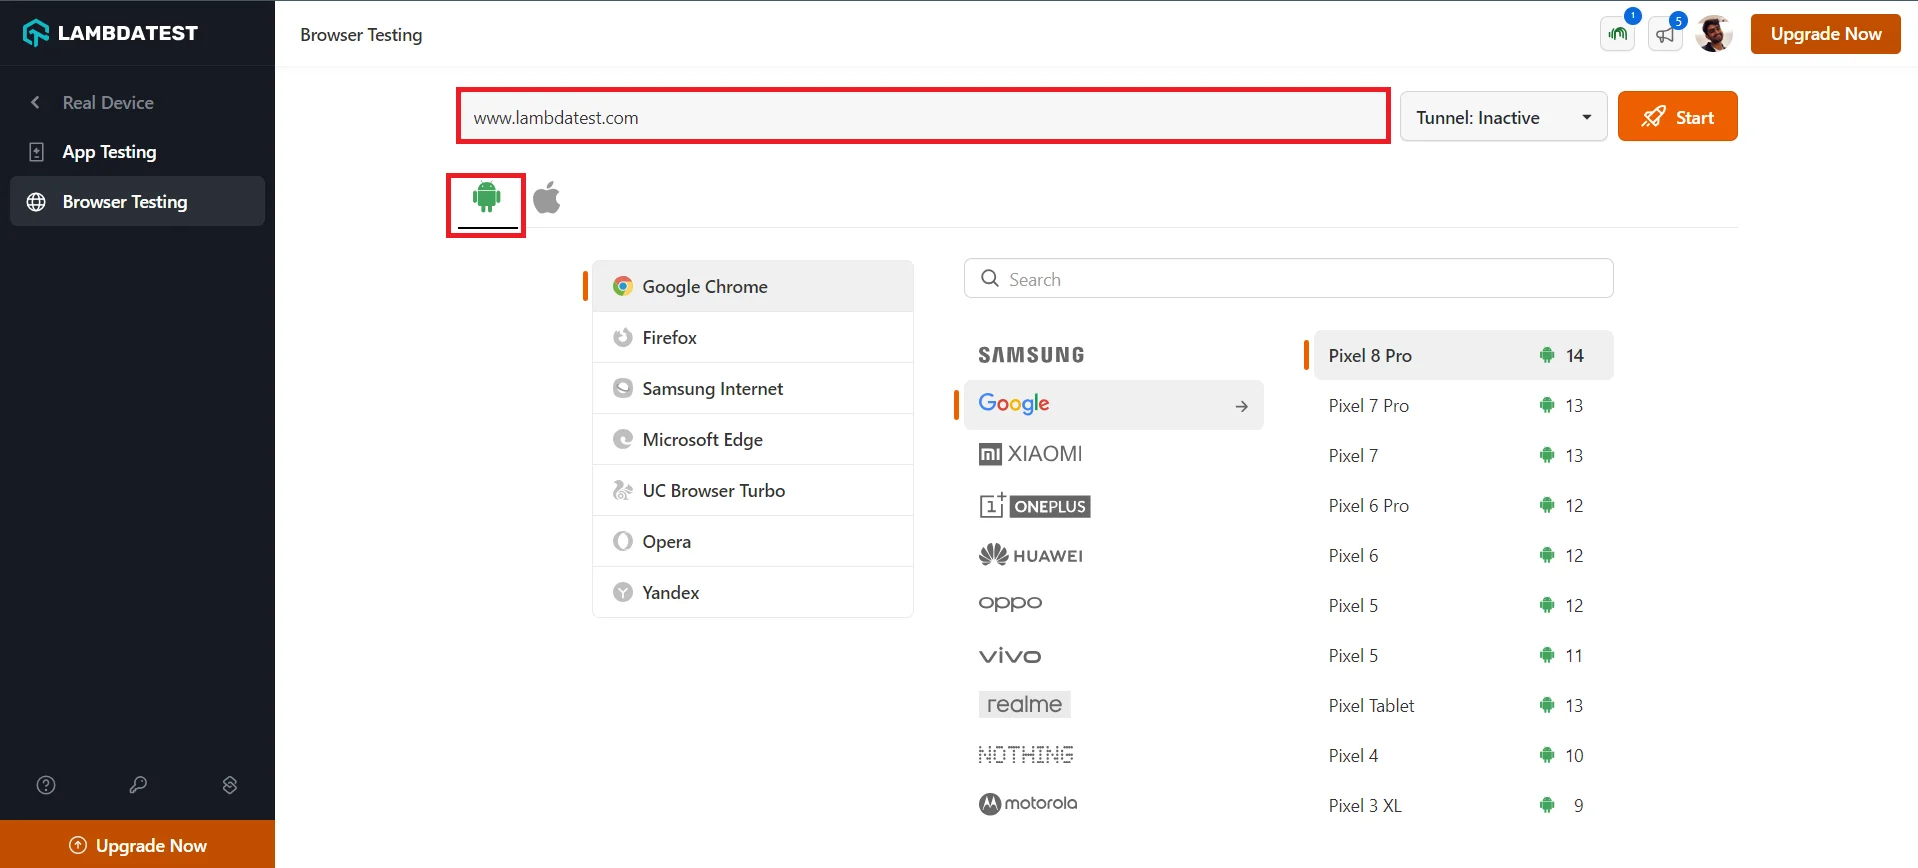 LAMBDATEST
Real Device
App Testing
Browser Testing
Upgrade Now
Browser Testing
1
5
Upgrade Now
www.lambdatest.com
Tunnel: Inactive
Start
Google Chrome
Firefox
Samsung Internet
Microsoft Edge
UC Browser Turbo
Opera
Yandex
Search
SAMSUNG
Google
mi XIAOMI
1+ ONEPLUS
HUAWEI
oppo
vivo
realme
NOTHING
motorola
Pixel 8 Pro 14
Pixel 7 Pro 13
Pixel 7 13
Pixel 6 Pro 12
Pixel 6 12
Pixel 5 12
Pixel 5 11
Pixel Tablet 13
Pixel 4 10
Pixel 3 XL 9